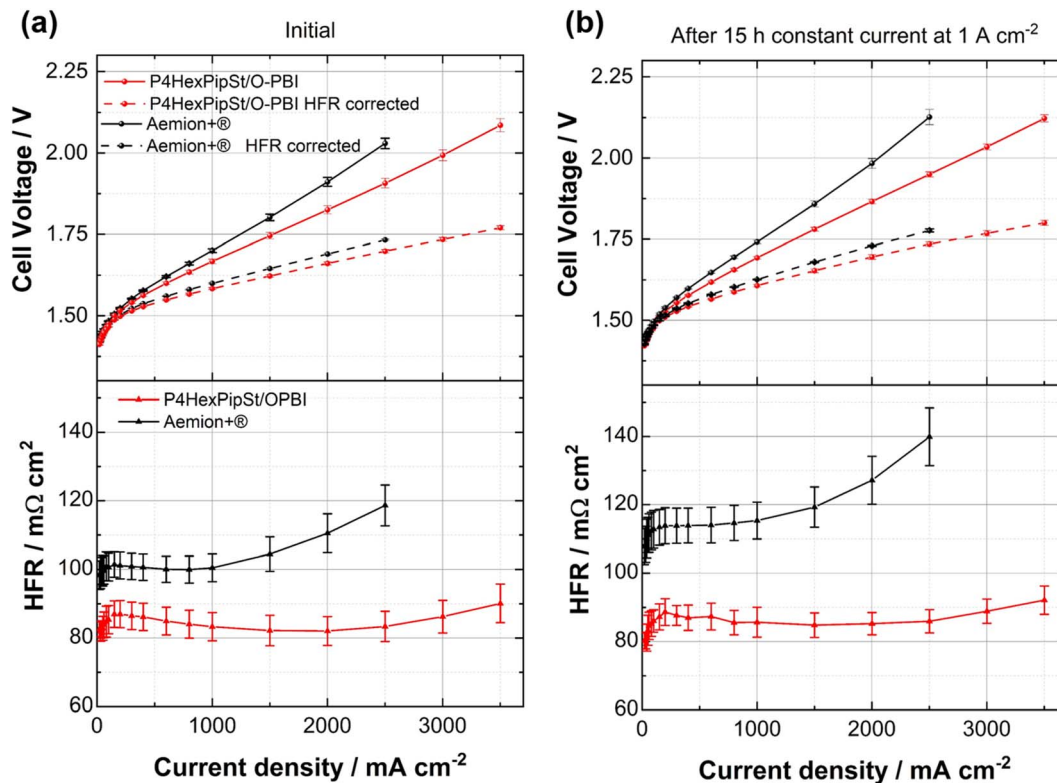 (a)
Initial
2.25
2.00
1.75
1.50
Cell Voltage / V
P4HexPipSt/O-PBI
P4HexPipSt/O-PBI HFR corrected
Aemion+®
Aemion+® HFR corrected
140
120
100
80
60
HFR / mΩ cm²
P4HexPipSt/OPBI
Aemion+®
0 1000 2000 3000
Current density / mA cm⁻²
(b)
After 15 h constant current at 1 A cm⁻²
2.25
2.00
1.75
1.50
Cell Voltage / V
140
120
100
80
60
HFR / mΩ cm²
0 1000 2000 3000
Current density / mA cm⁻²